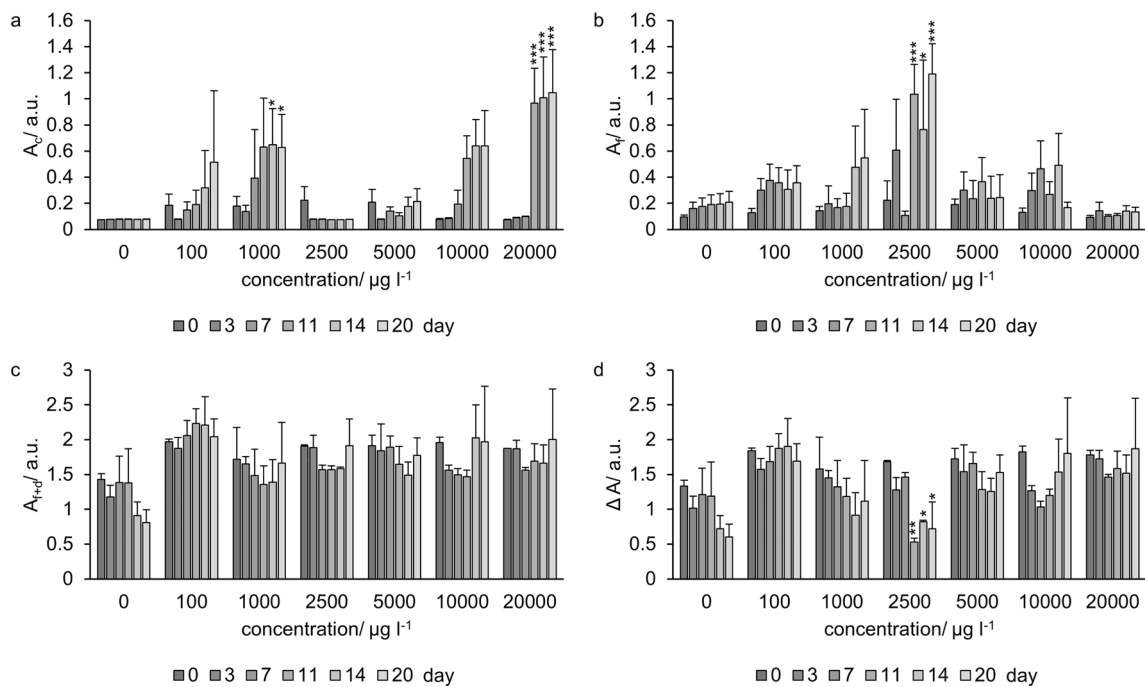 a
1.6
1.4
1.2
1
0.8
0.6
0.4
0.2
0
A_c/ a.u.
* * *** *** ***
0 100 1000 2500 5000 10000 20000
concentration/ µg l⁻¹
0 3 7 11 14 20 day
b
1.6
1.4
1.2
1
0.8
0.6
0.4
0.2
0
A_f/ a.u.
*** * ***
0 100 1000 2500 5000 10000 20000
concentration/ µg l⁻¹
0 3 7 11 14 20 day
c
3
2.5
2
1.5
1
0.5
0
A_f+d/ a.u.
0 100 1000 2500 5000 10000 20000
concentration/ µg l⁻¹
0 3 7 11 14 20 day
d
3
2.5
2
1.5
1
0.5
0
Δ A/ a.u.
** * *
0 100 1000 2500 5000 10000 20000
concentration/ µg l⁻¹
0 3 7 11 14 20 day